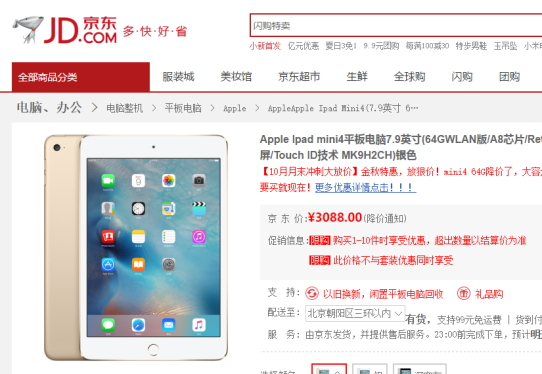 JD 京东
.COM
多·快·好·省
闪购特卖
小新首发 亿元优惠 夏日3免1 9.9元团购 每满100减30 特步男鞋 玉吊坠 小米
全部商品分类 服装城 美妆馆 京东超市 生鲜 全球购 闪购 团购
电脑、办公 > 电脑整机 > 平板电脑 > Apple > AppleApple Ipad Mini4(7.9英寸 6…
Apple Ipad mini4平板电脑7.9英寸(64GWLAN版/A8芯片/Ret
屏/Touch ID技术 MK9H2CH)银色
【10月月末冲刺大放价】金秋特惠,放狠价!mini4 64G降价了,大容
要买就现在!更多优惠详情点击!!!
京 东 价:¥3088.00(降价通知)
促销信息:限购 购买1-10件时享受优惠,超出数量以结算价为准
限购 此价格不与套装优惠同时享受
支 持: 以旧换新,闲置平板电脑回收 礼品购
配送至: 北京朝阳区三环以内 有货,支持99元免运费 | 货到付
服 务: 由京东发货,并提供售后服务。23:00前完成下单,预计明